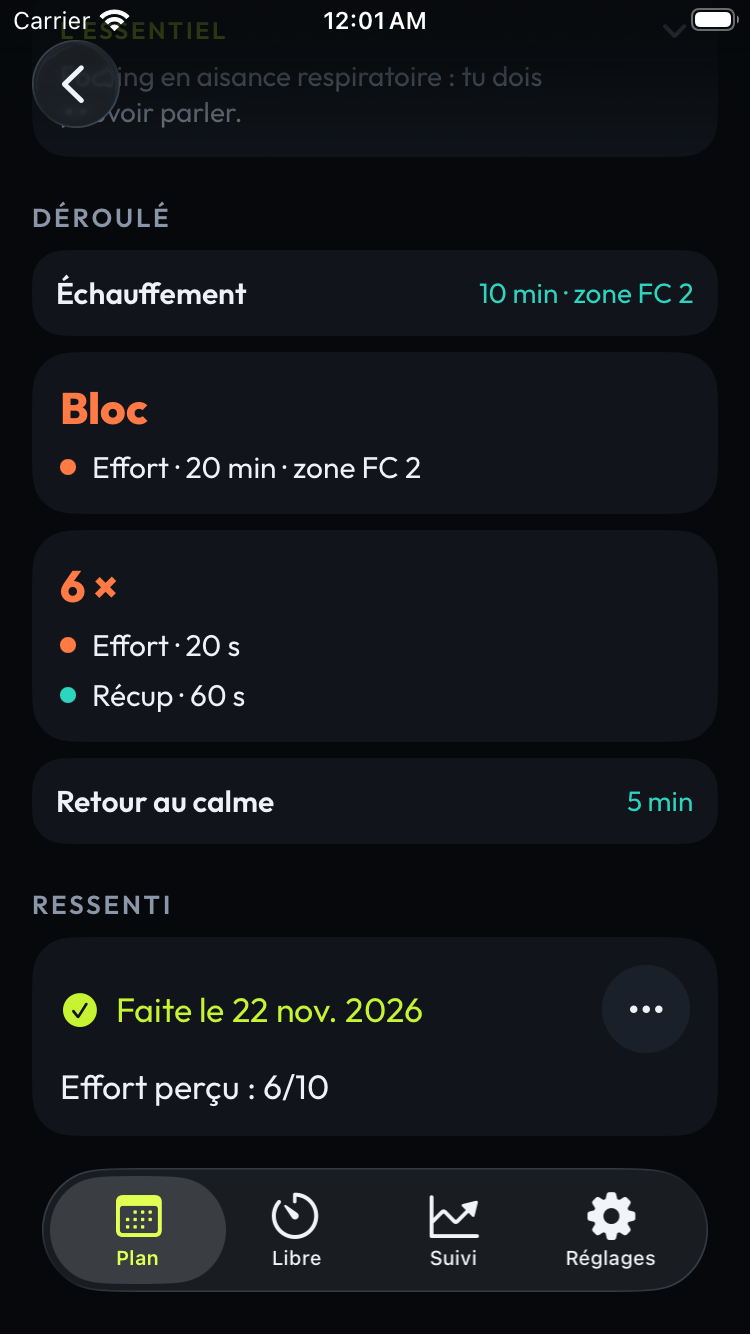 Carrier
12:01 AM
L'ESSENTIEL
en aisance respiratoire : tu dois
parler.
DÉROULÉ
Échauffement
10 min · zone FC 2
Bloc
Effort · 20 min · zone FC 2
6 ×
Effort · 20 s
Récup · 60 s
Retour au calme
5 min
RESSENTI
Faite le 22 nov. 2026
Effort perçu : 6/10
Plan
Libre
Suivi
Réglages